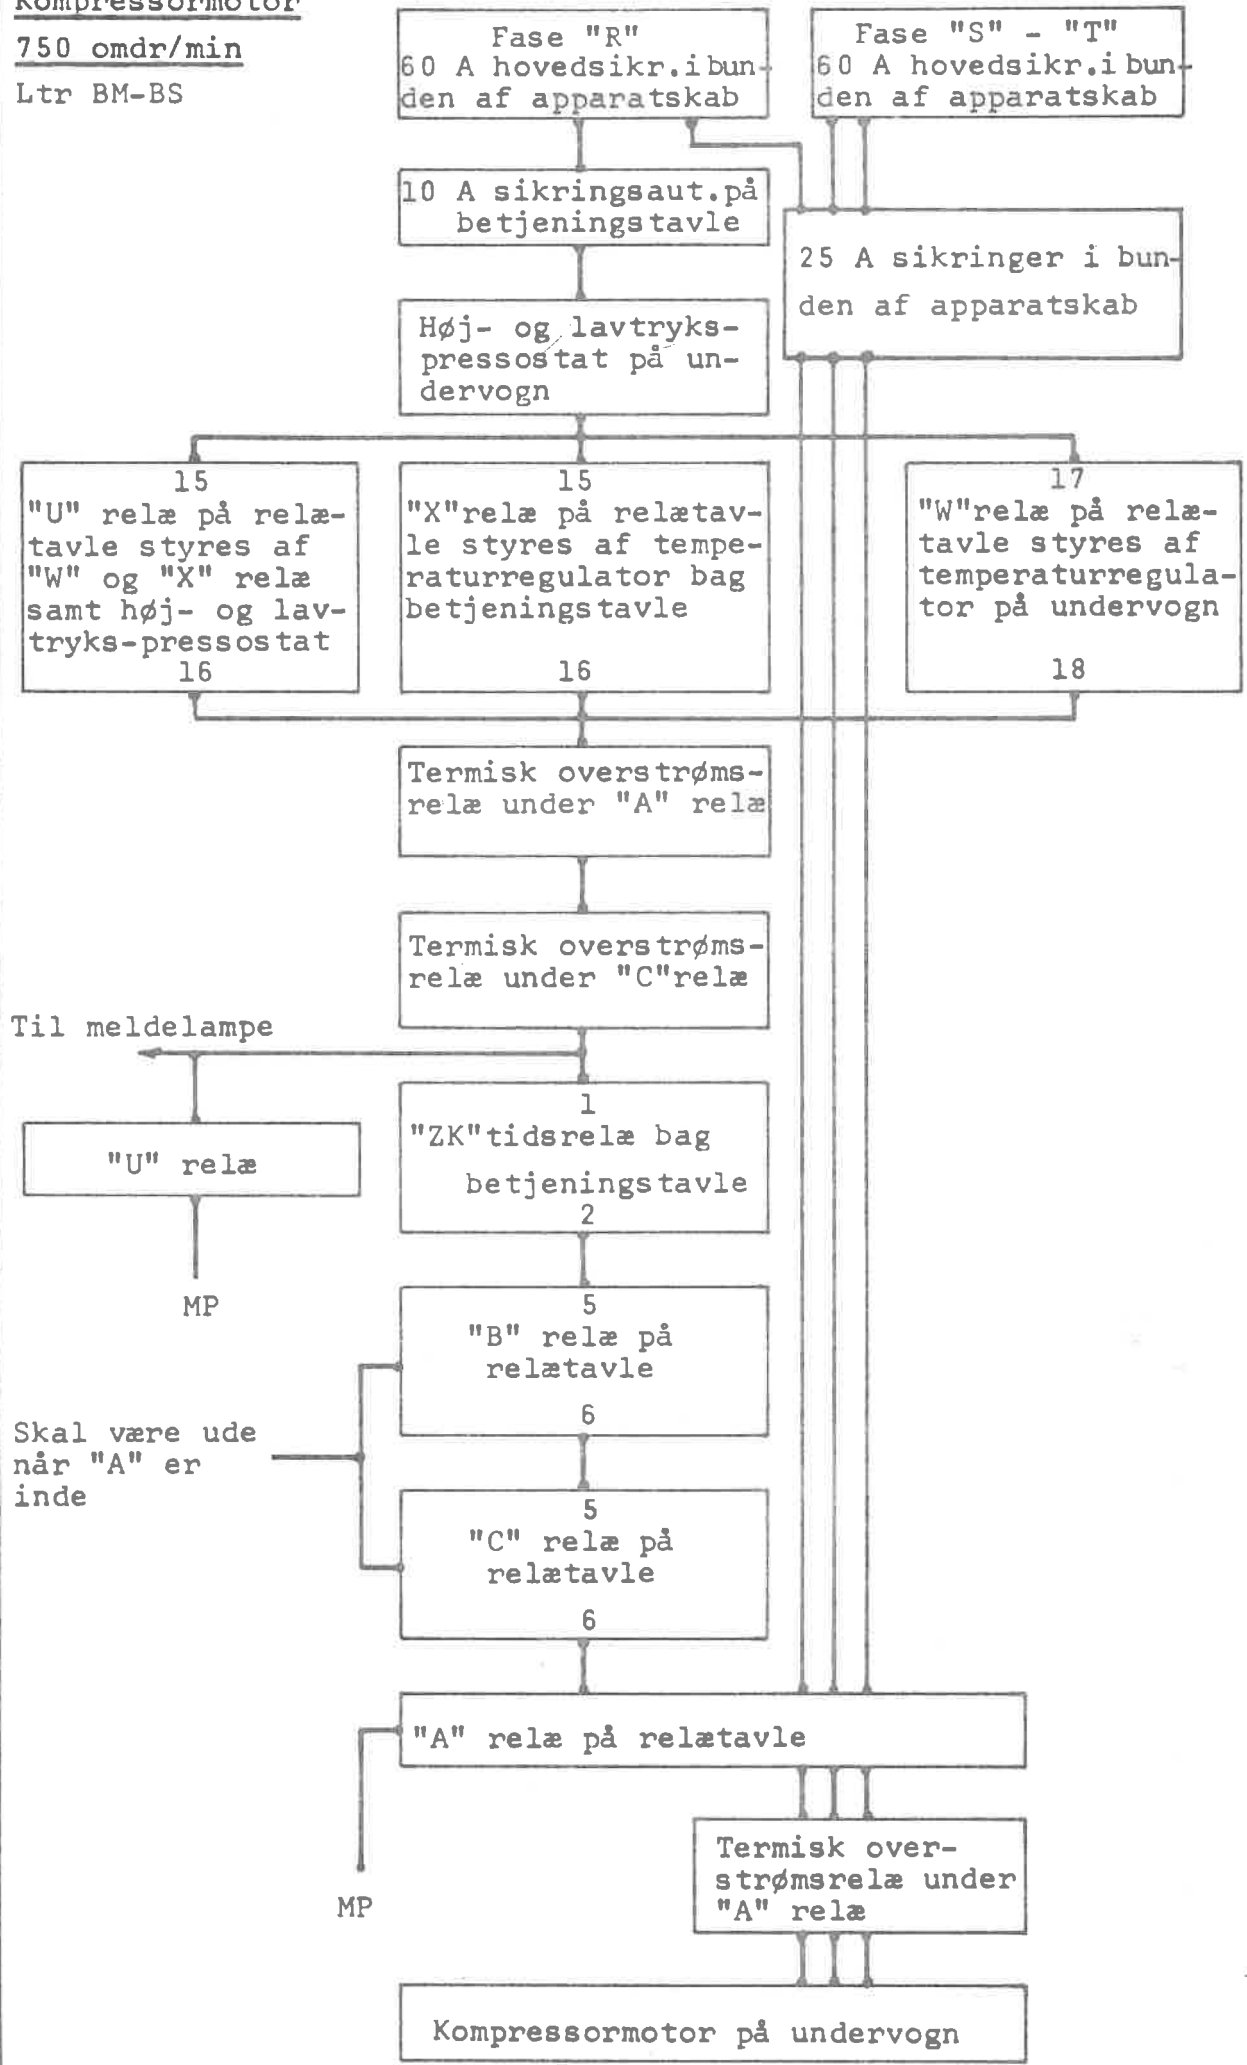 Kompressormotor
750 omdr/min
Ltr BM-BS
Fase "R"
60 A hovedsikr.i bun-
den af apparatskab
Fase "S" - "T"
60 A hovedsikr.i bun-
den af apparatskab
10 A sikringsaut.på
betjeningstavle
25 A sikringer i bun-
den af apparatskab
Høj- og lavtryks-
pressostat på un-
dervogn
15
"U" relæ på relæ-
tavle styres af
"W" og "X" relæ
samt høj- og lav-
tryks-pressostat
16
15
"X"relæ på relætav-
le styres af tempe-
raturregulator bag
betjeningstavle
16
17
"W"relæ på relæ-
tavle styres af
temperaturregula-
tor på undervogn
18
Termisk overstrøms-
relæ under "A" relæ
Termisk overstrøms-
relæ under "C"relæ
Til meldelampe
"U" relæ
MP
1
"ZK"tidsrelæ bag
betjeningstavle
2
5
"B" relæ på
relætavle
6
Skal være ude
når "A" er
inde
5
"C" relæ på
relætavle
6
"A" relæ på relætavle
MP
Termisk over-
strømsrelæ under
"A" relæ
Kompressormotor på undervogn